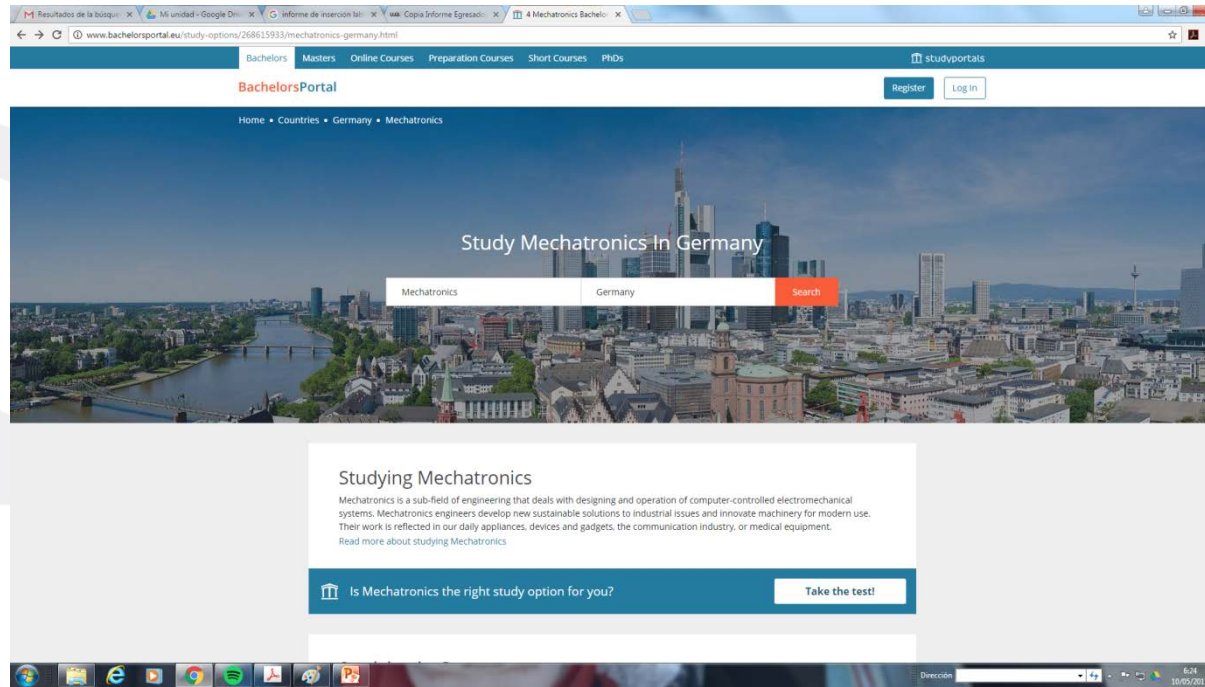 Resultados de la búsqu
Mi unidad - Google Dri
informe de inserción lab
Copia Informe Egresado
4 Mechatronics Bachelo
www.bachelorsportal.eu/study-options/268615933/mechatronics-germany.html
Bachelors Masters Online Courses Preparation Courses Short Courses PhDs studyportals
BachelorsPortal Register Log in
Home • Countries • Germany • Mechatronics
Study Mechatronics In Germany
Mechatronics Germany Search
Studying Mechatronics
Mechatronics is a sub-field of engineering that deals with designing and operation of computer-controlled electromechanical
systems. Mechatronics engineers develop new sustainable solutions to industrial issues and innovate machinery for modern use.
Their work is reflected in our daily appliances, devices and gadgets, the communication industry, or medical equipment.
Read more about studying Mechatronics
Is Mechatronics the right study option for you? Take the test!
Dirección
6:24
10/05/201